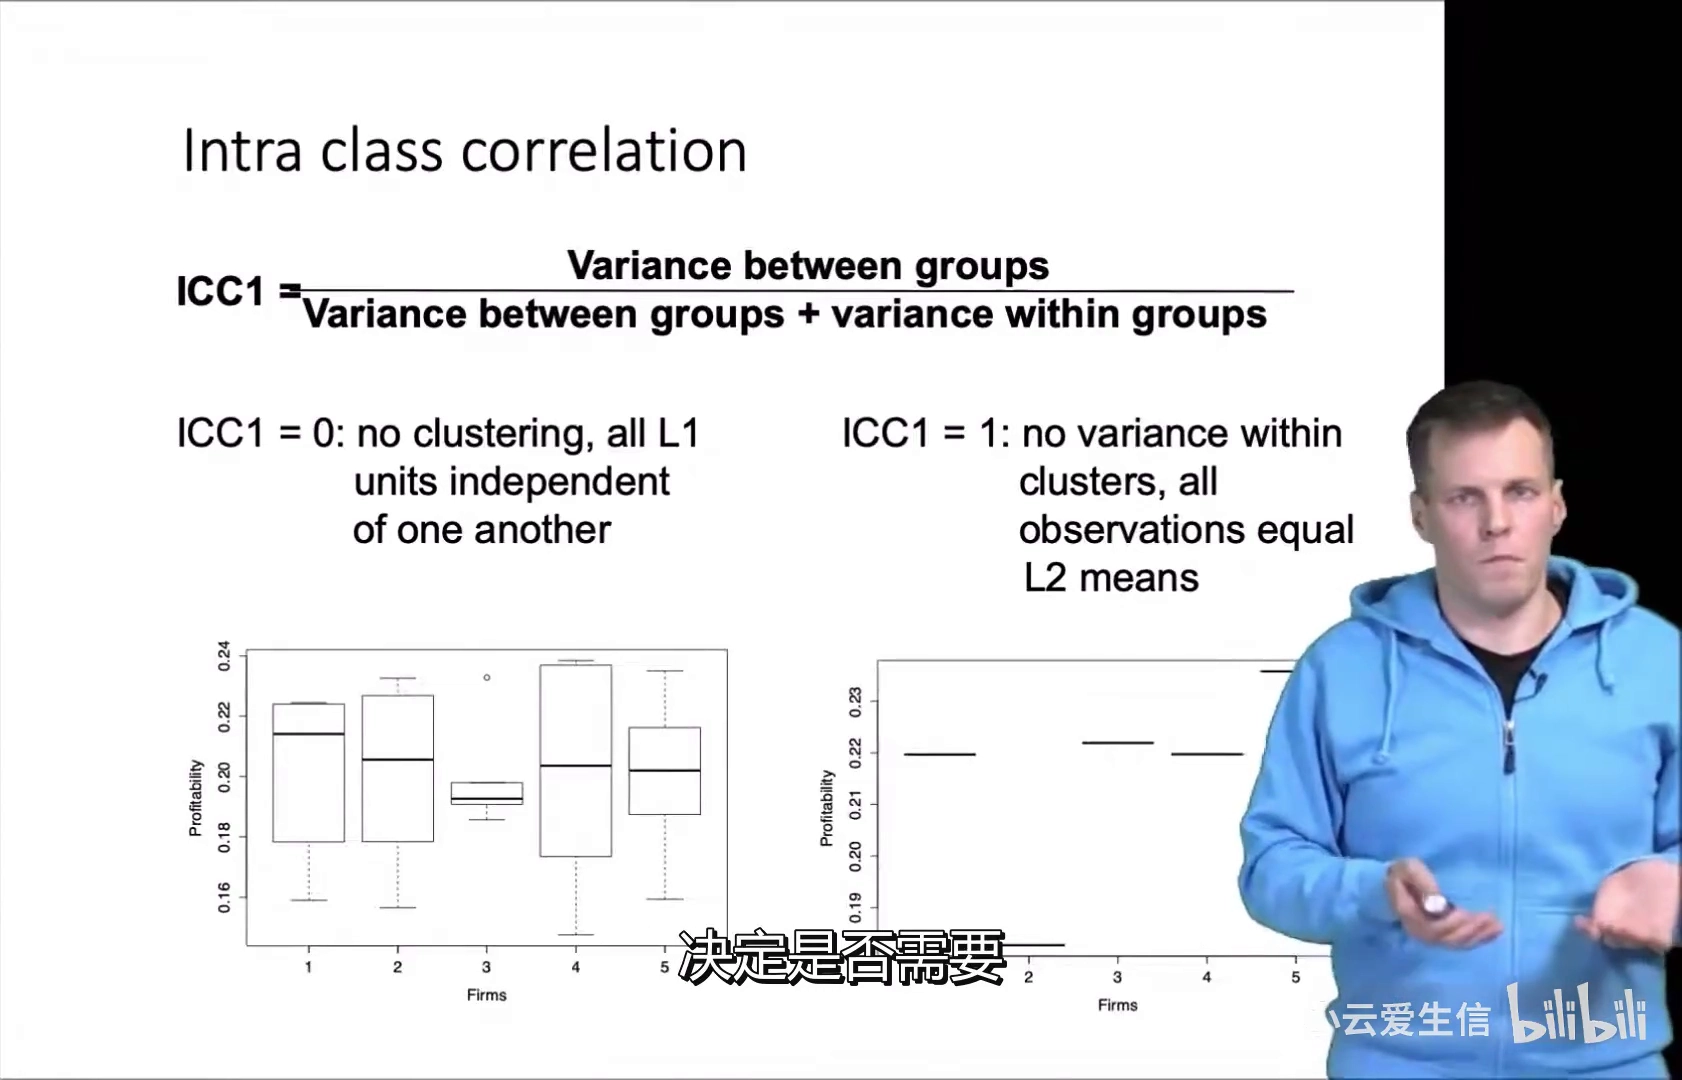 Intra class correlation
Variance between groups
ICC1 =
Variance between groups + variance within groups
ICC1 = 0: no clustering, all L1
units independent
of one another
ICC1 = 1: no variance within
clusters, all
observations equal
L2 means
0.24
0.22
0.20
0.18
0.16
Profitability
1 2 3 4 5
Firms
0.23
0.22
0.21
0.20
0.19
Profitability
2 3 4 5
Firms
决定是否需要
小云爱生信 bilibili